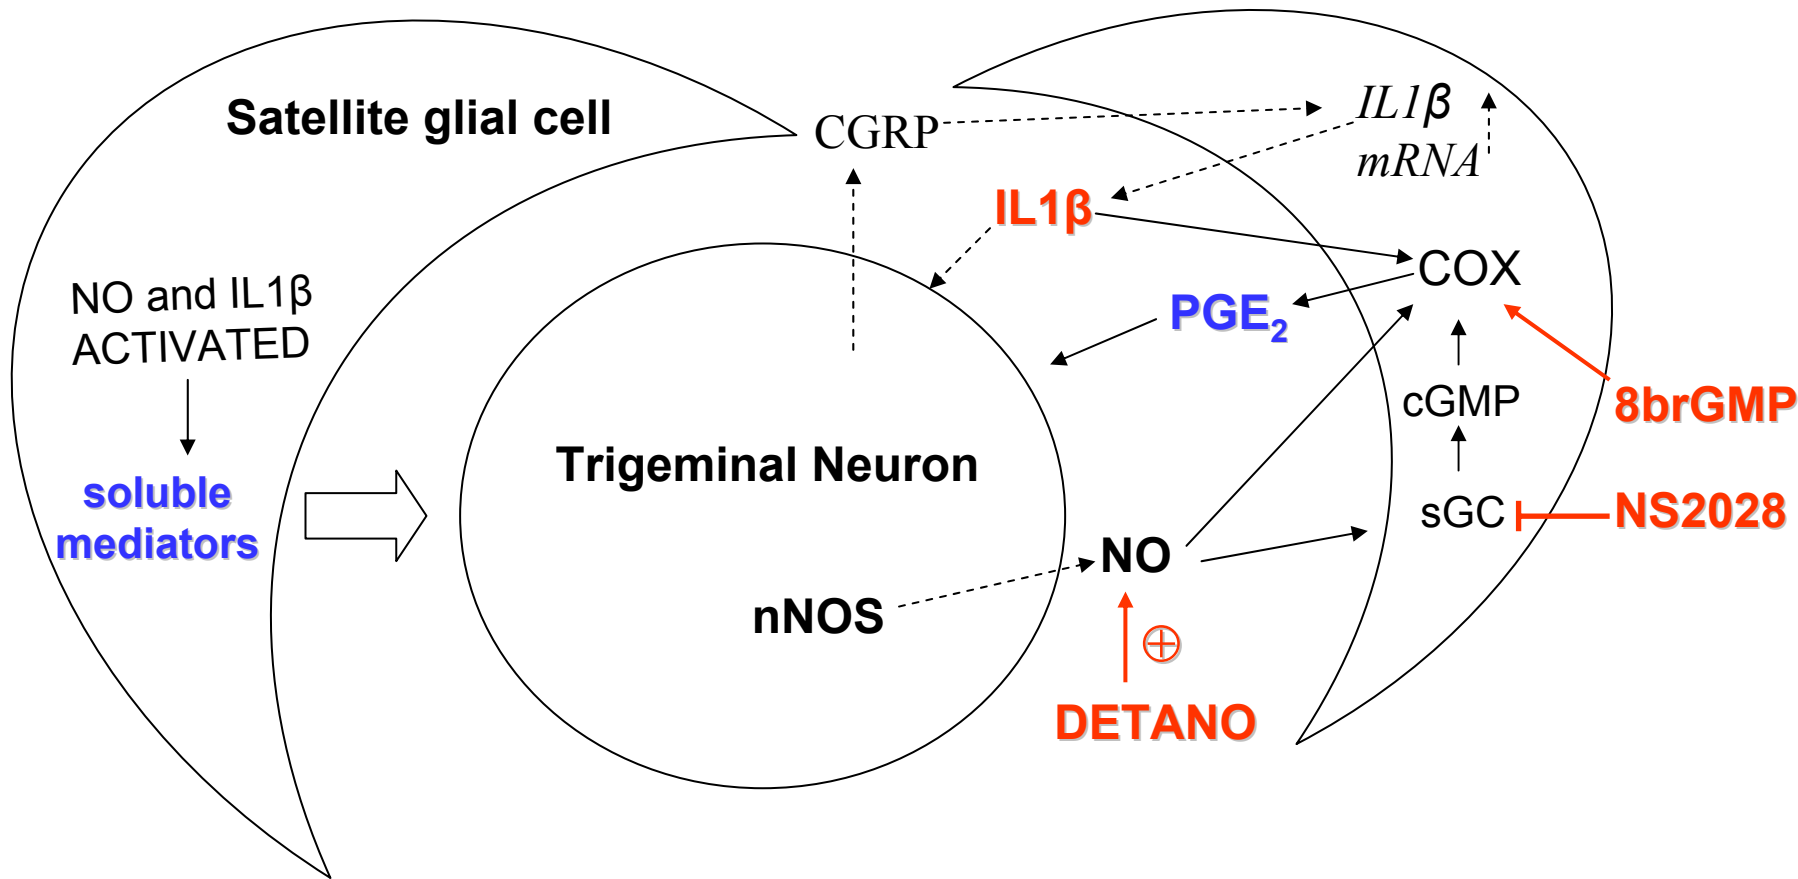 Satellite glial cell
CGRP
IL1β
mRNA
IL1β
NO and IL1β
ACTIVATED
COX
PGE₂
cGMP
8brGMP
Trigeminal Neuron
soluble
mediators
sGC
NS2028
NO
nNOS
DETANO